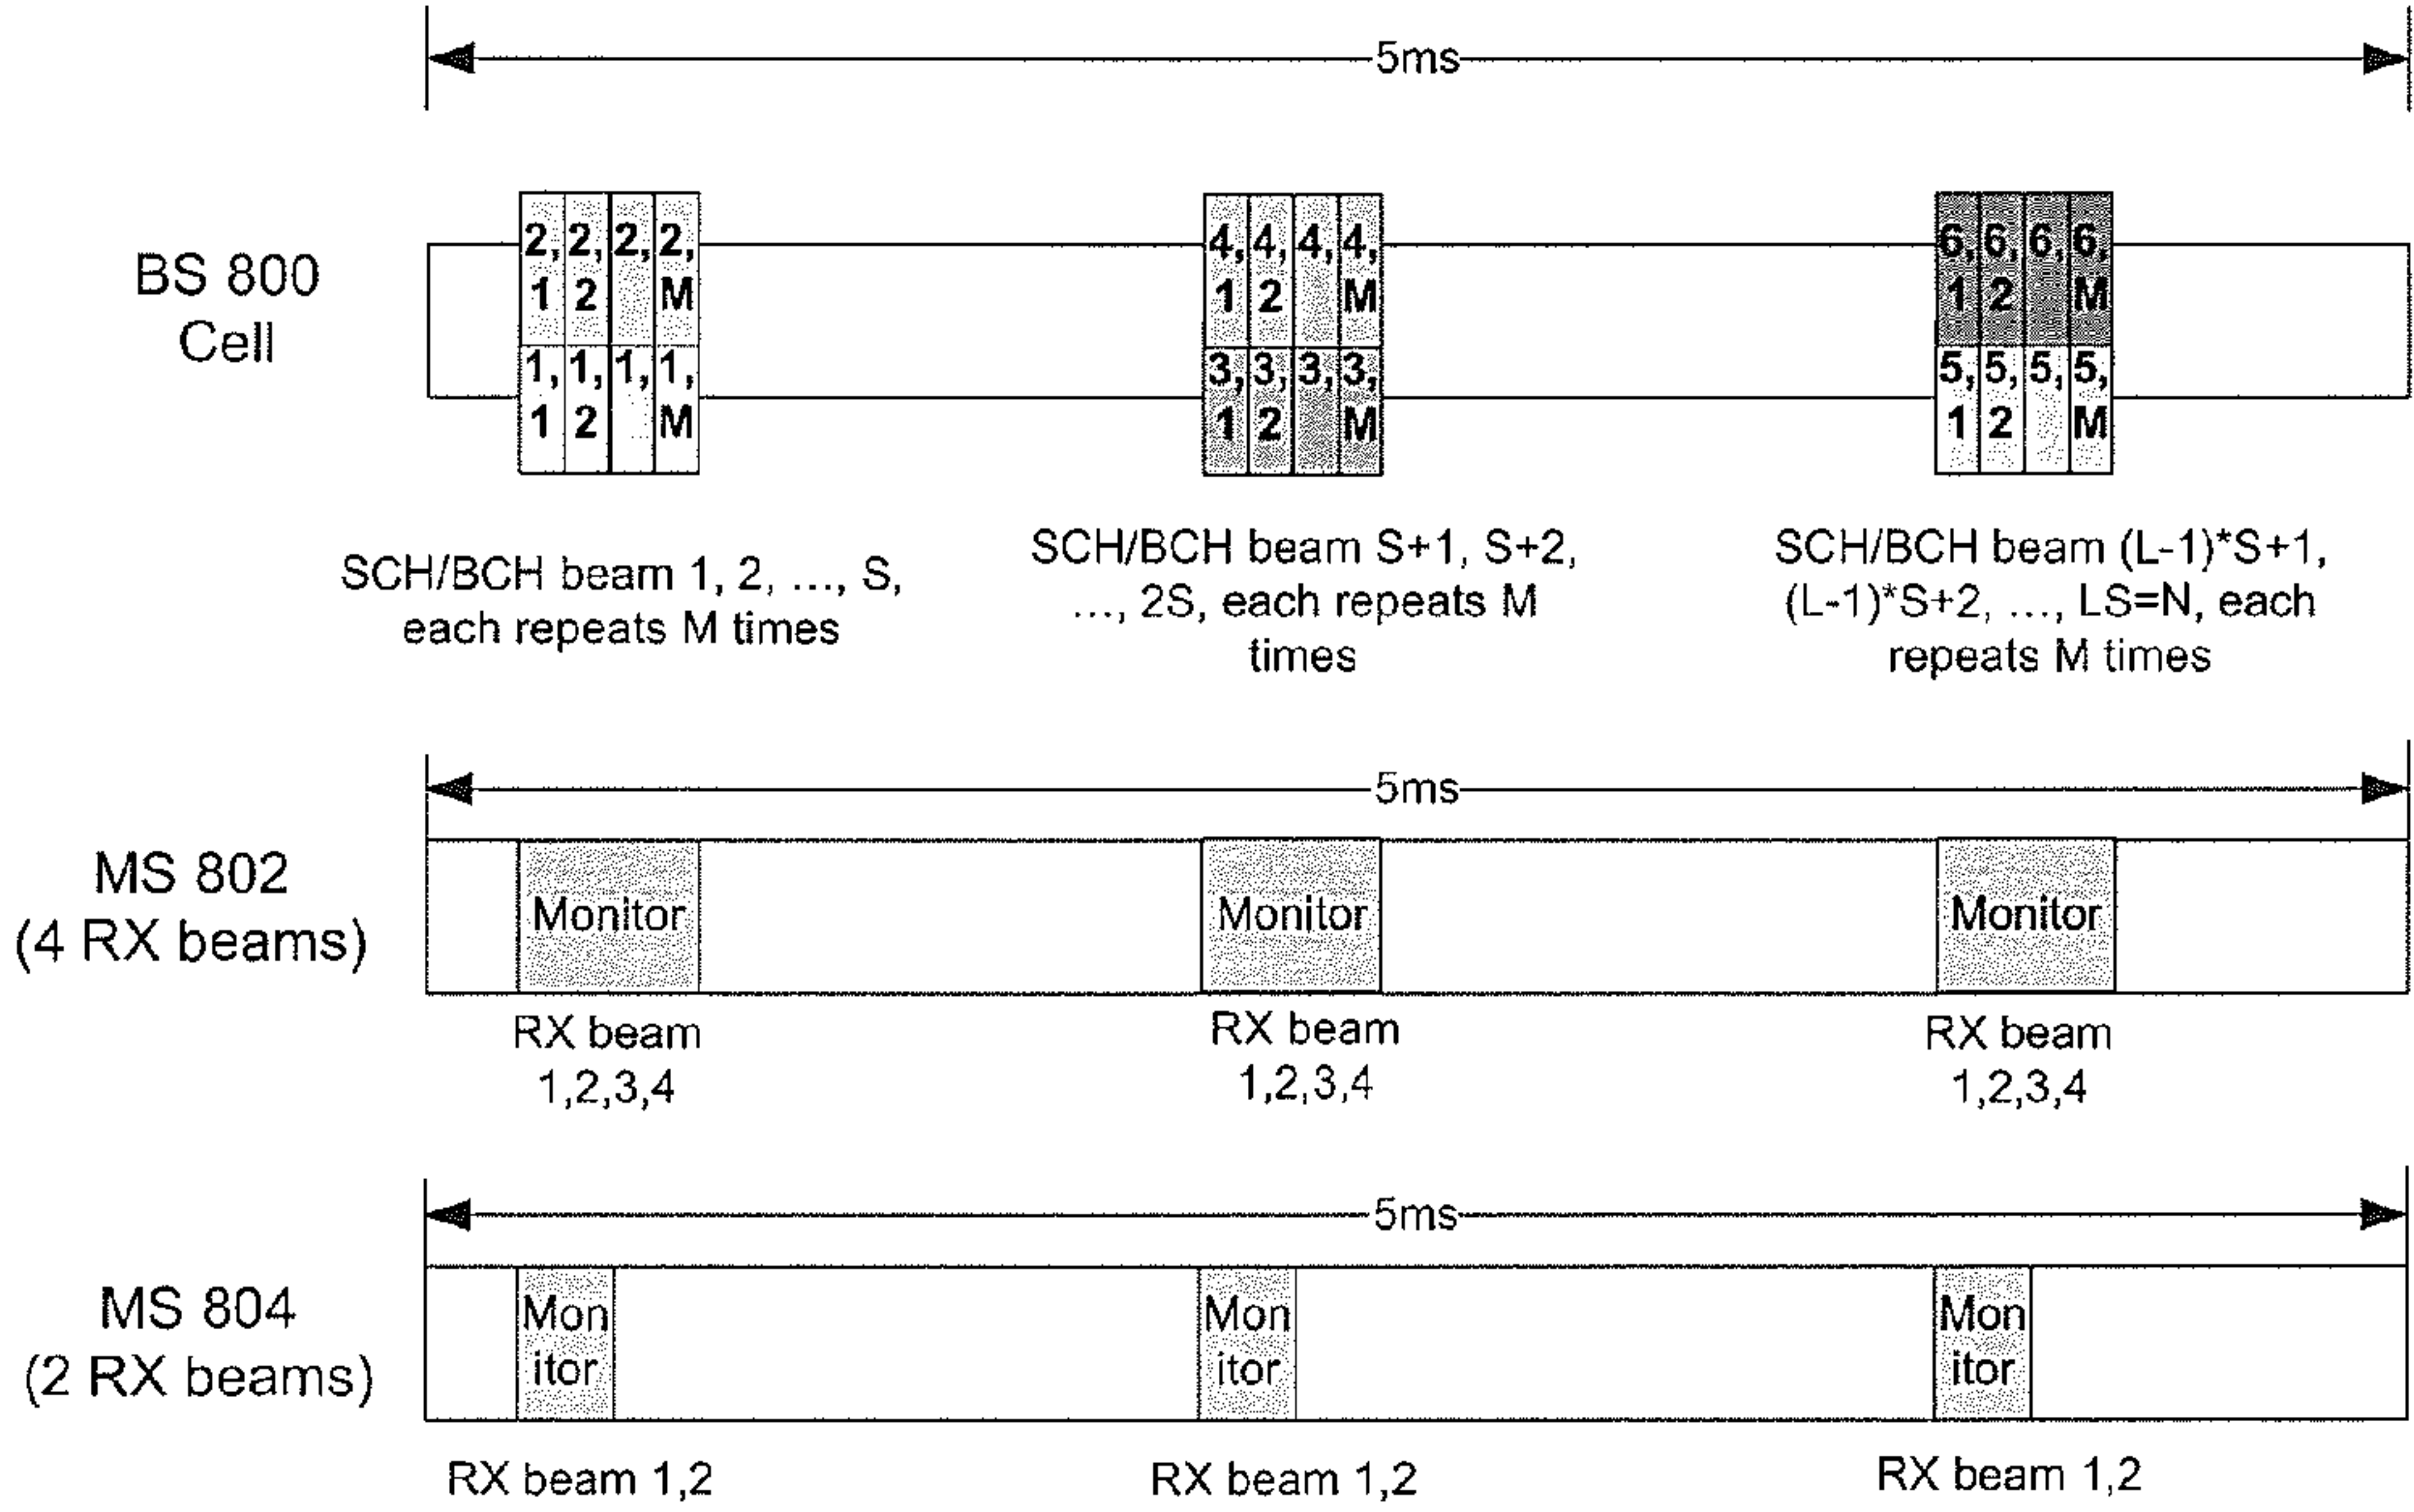 5ms
BS 800
Cell
2, 2, 2, 2,
1 2 M
1, 1, 1, 1,
1 2 M
4, 4, 4, 4,
1 2 M
3, 3, 3, 3,
1 2 M
6, 6, 6, 6,
1 2 M
5, 5, 5, 5,
1 2 M
SCH/BCH beam 1, 2, ..., S,
each repeats M times
SCH/BCH beam S+1, S+2,
..., 2S, each repeats M
times
SCH/BCH beam (L-1)*S+1,
(L-1)*S+2, ..., LS=N, each
repeats M times
5ms
MS 802
(4 RX beams)
Monitor
Monitor
Monitor
RX beam
1,2,3,4
RX beam
1,2,3,4
RX beam
1,2,3,4
5ms
MS 804
(2 RX beams)
Mon
itor
Mon
itor
Mon
itor
RX beam 1,2
RX beam 1,2
RX beam 1,2